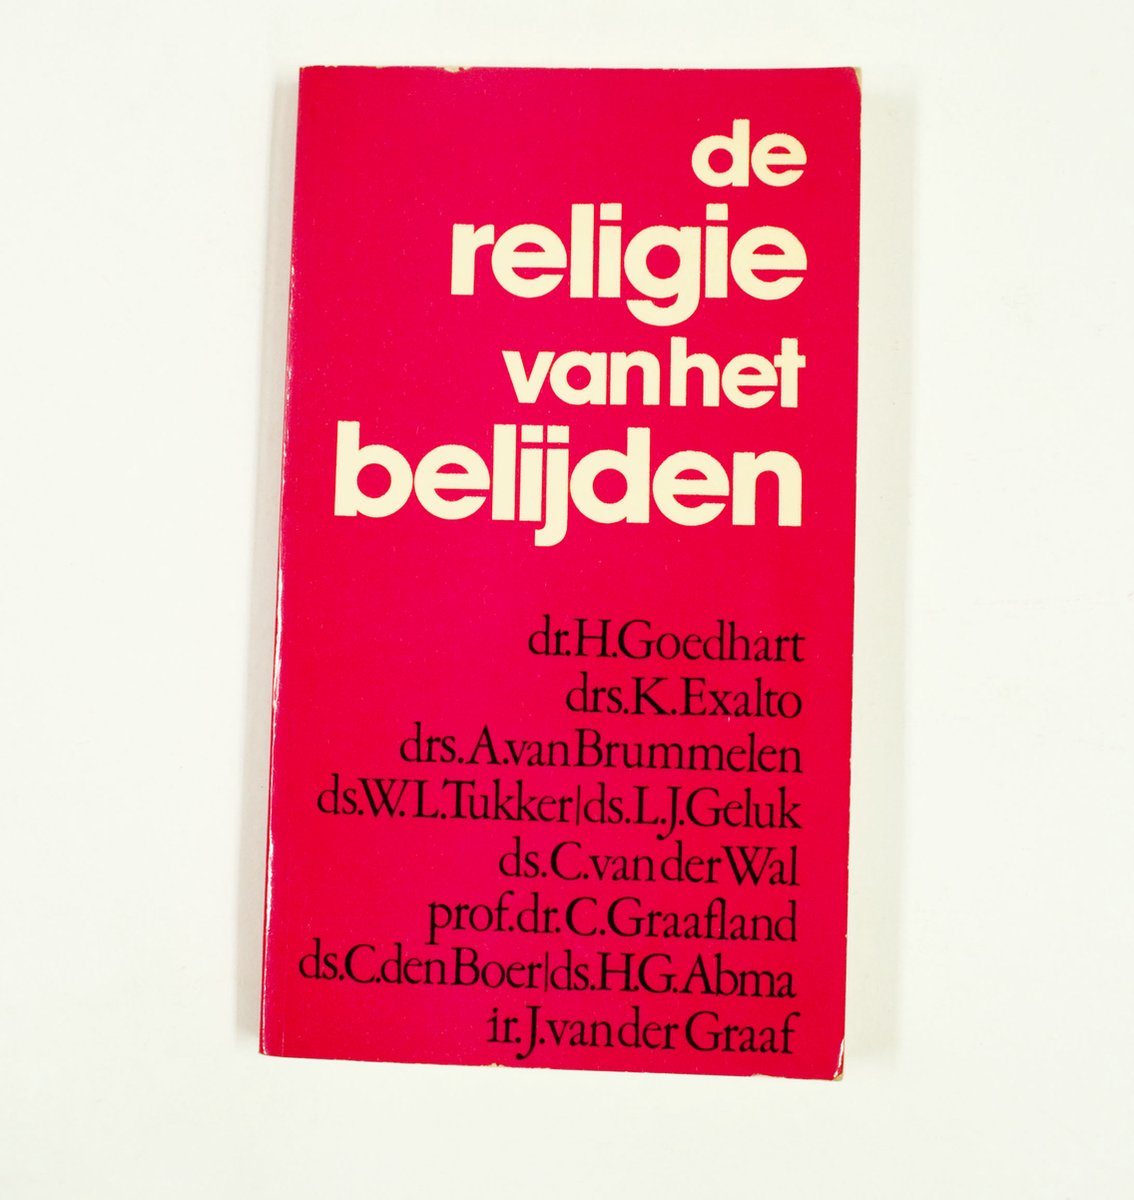 de
religie
van het
belijden
dr. H. Goedhart
drs. K. Exalto
drs. A. van Brummelen
ds. W. L. Tukker|ds. L. J. Geluk
ds. C. van der Wal
prof. dr. C. Graafland
ds. C. den Boer|ds. H. G. Abma
ir. J. van der Graaf